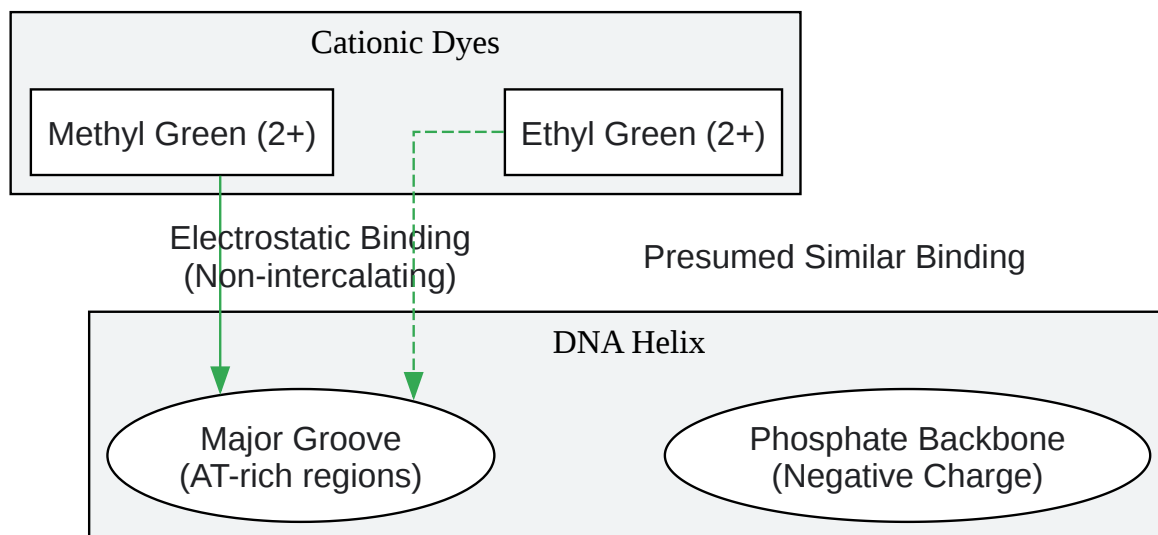 Cationic Dyes
Methyl Green (2+)
Ethyl Green (2+)
Electrostatic Binding
(Non-intercalating)
Presumed Similar Binding
DNA Helix
Major Groove
(AT-rich regions)
Phosphate Backbone
(Negative Charge)